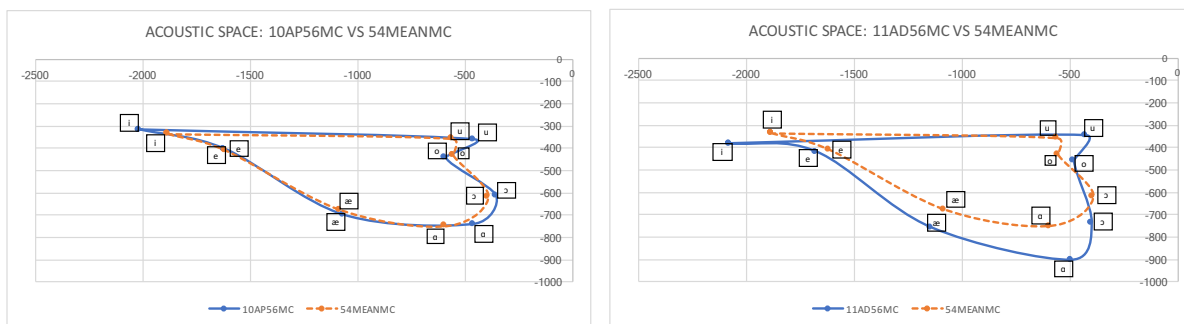 ACOUSTIC SPACE: 10AP56MC VS 54MEANMC
-2500 -2000 -1500 -1000 -500 0
0
-100
-200
-300
-400
-500
-600
-700
-800
-900
-1000
i
i
u
u
e
e
o
o
æ
æ
ɔ
ɔ
ɑ
ɑ
10AP56MC 54MEANMC
ACOUSTIC SPACE: 11AD56MC VS 54MEANMC
-2500 -2000 -1500 -1000 -500 0
0
-100
-200
-300
-400
-500
-600
-700
-800
-900
-1000
i
i
u
u
e
e
o
o
æ
æ
ɔ
ɔ
ɑ
ɑ
11AD56MC 54MEANMC